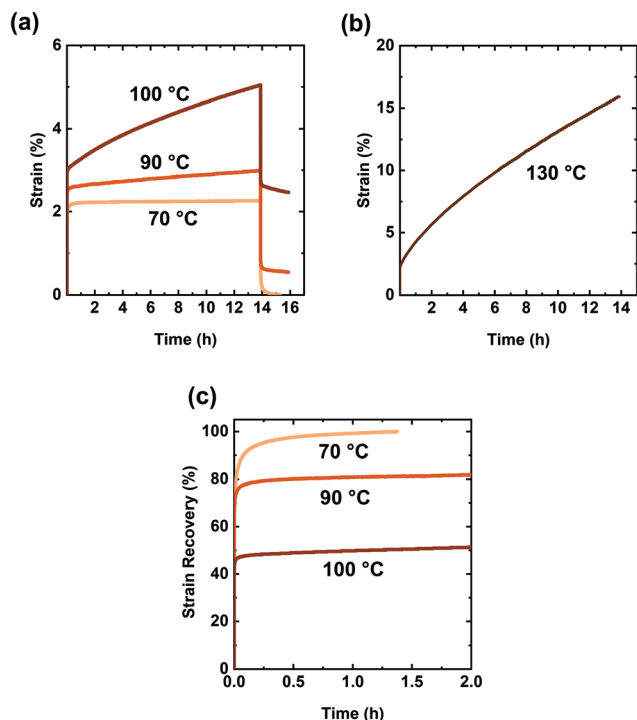 (a)
6
4
2
0
Strain (%)
100 °C
90 °C
70 °C
2 4 6 8 10 12 14 16
Time (h)
(b)
20
15
10
5
0
Strain (%)
130 °C
2 4 6 8 10 12 14
Time (h)
(c)
100
80
60
40
20
0
Strain Recovery (%)
70 °C
90 °C
100 °C
0.0 0.5 1.0 1.5 2.0
Time (h)